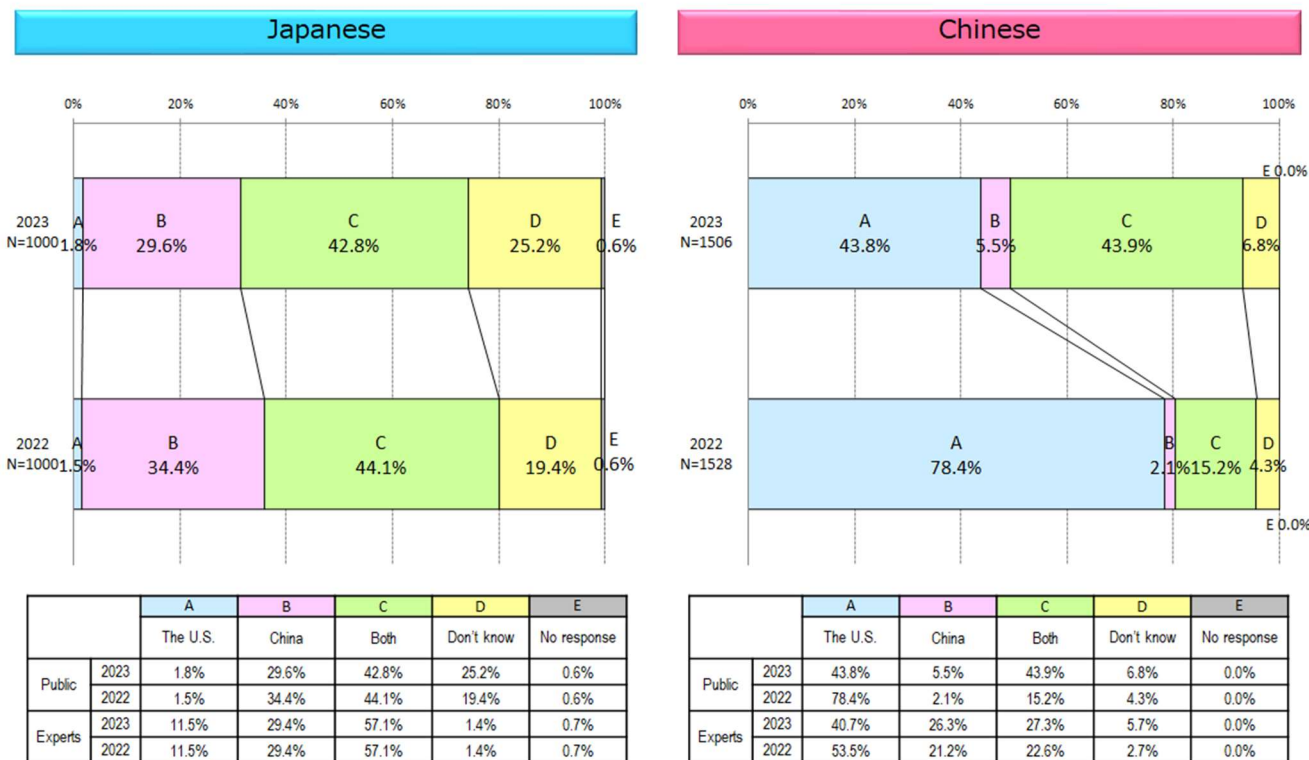 Japanese
0% 20% 40% 60% 80% 100%
2023
N=1000
A
1.8%
B
29.6%
C
42.8%
D
25.2%
E
0.6%
2022
N=1000
A
1.5%
B
34.4%
C
44.1%
D
19.4%
E
0.6%
A B C D E
The U.S. China Both Don't know No response
Public 2023 1.8% 29.6% 42.8% 25.2% 0.6%
2022 1.5% 34.4% 44.1% 19.4% 0.6%
Experts 2023 11.5% 29.4% 57.1% 1.4% 0.7%
2022 11.5% 29.4% 57.1% 1.4% 0.7%
Chinese
0% 20% 40% 60% 80% 100%
E 0.0%
2023
N=1506
A
43.8%
B
5.5%
C
43.9%
D
6.8%
2022
N=1528
A
78.4%
B
2.1%
C
15.2%
D
4.3%
E 0.0%
A B C D E
The U.S. China Both Don't know No response
Public 2023 43.8% 5.5% 43.9% 6.8% 0.0%
2022 78.4% 2.1% 15.2% 4.3% 0.0%
Experts 2023 40.7% 26.3% 27.3% 5.7% 0.0%
2022 53.5% 21.2% 22.6% 2.7% 0.0%